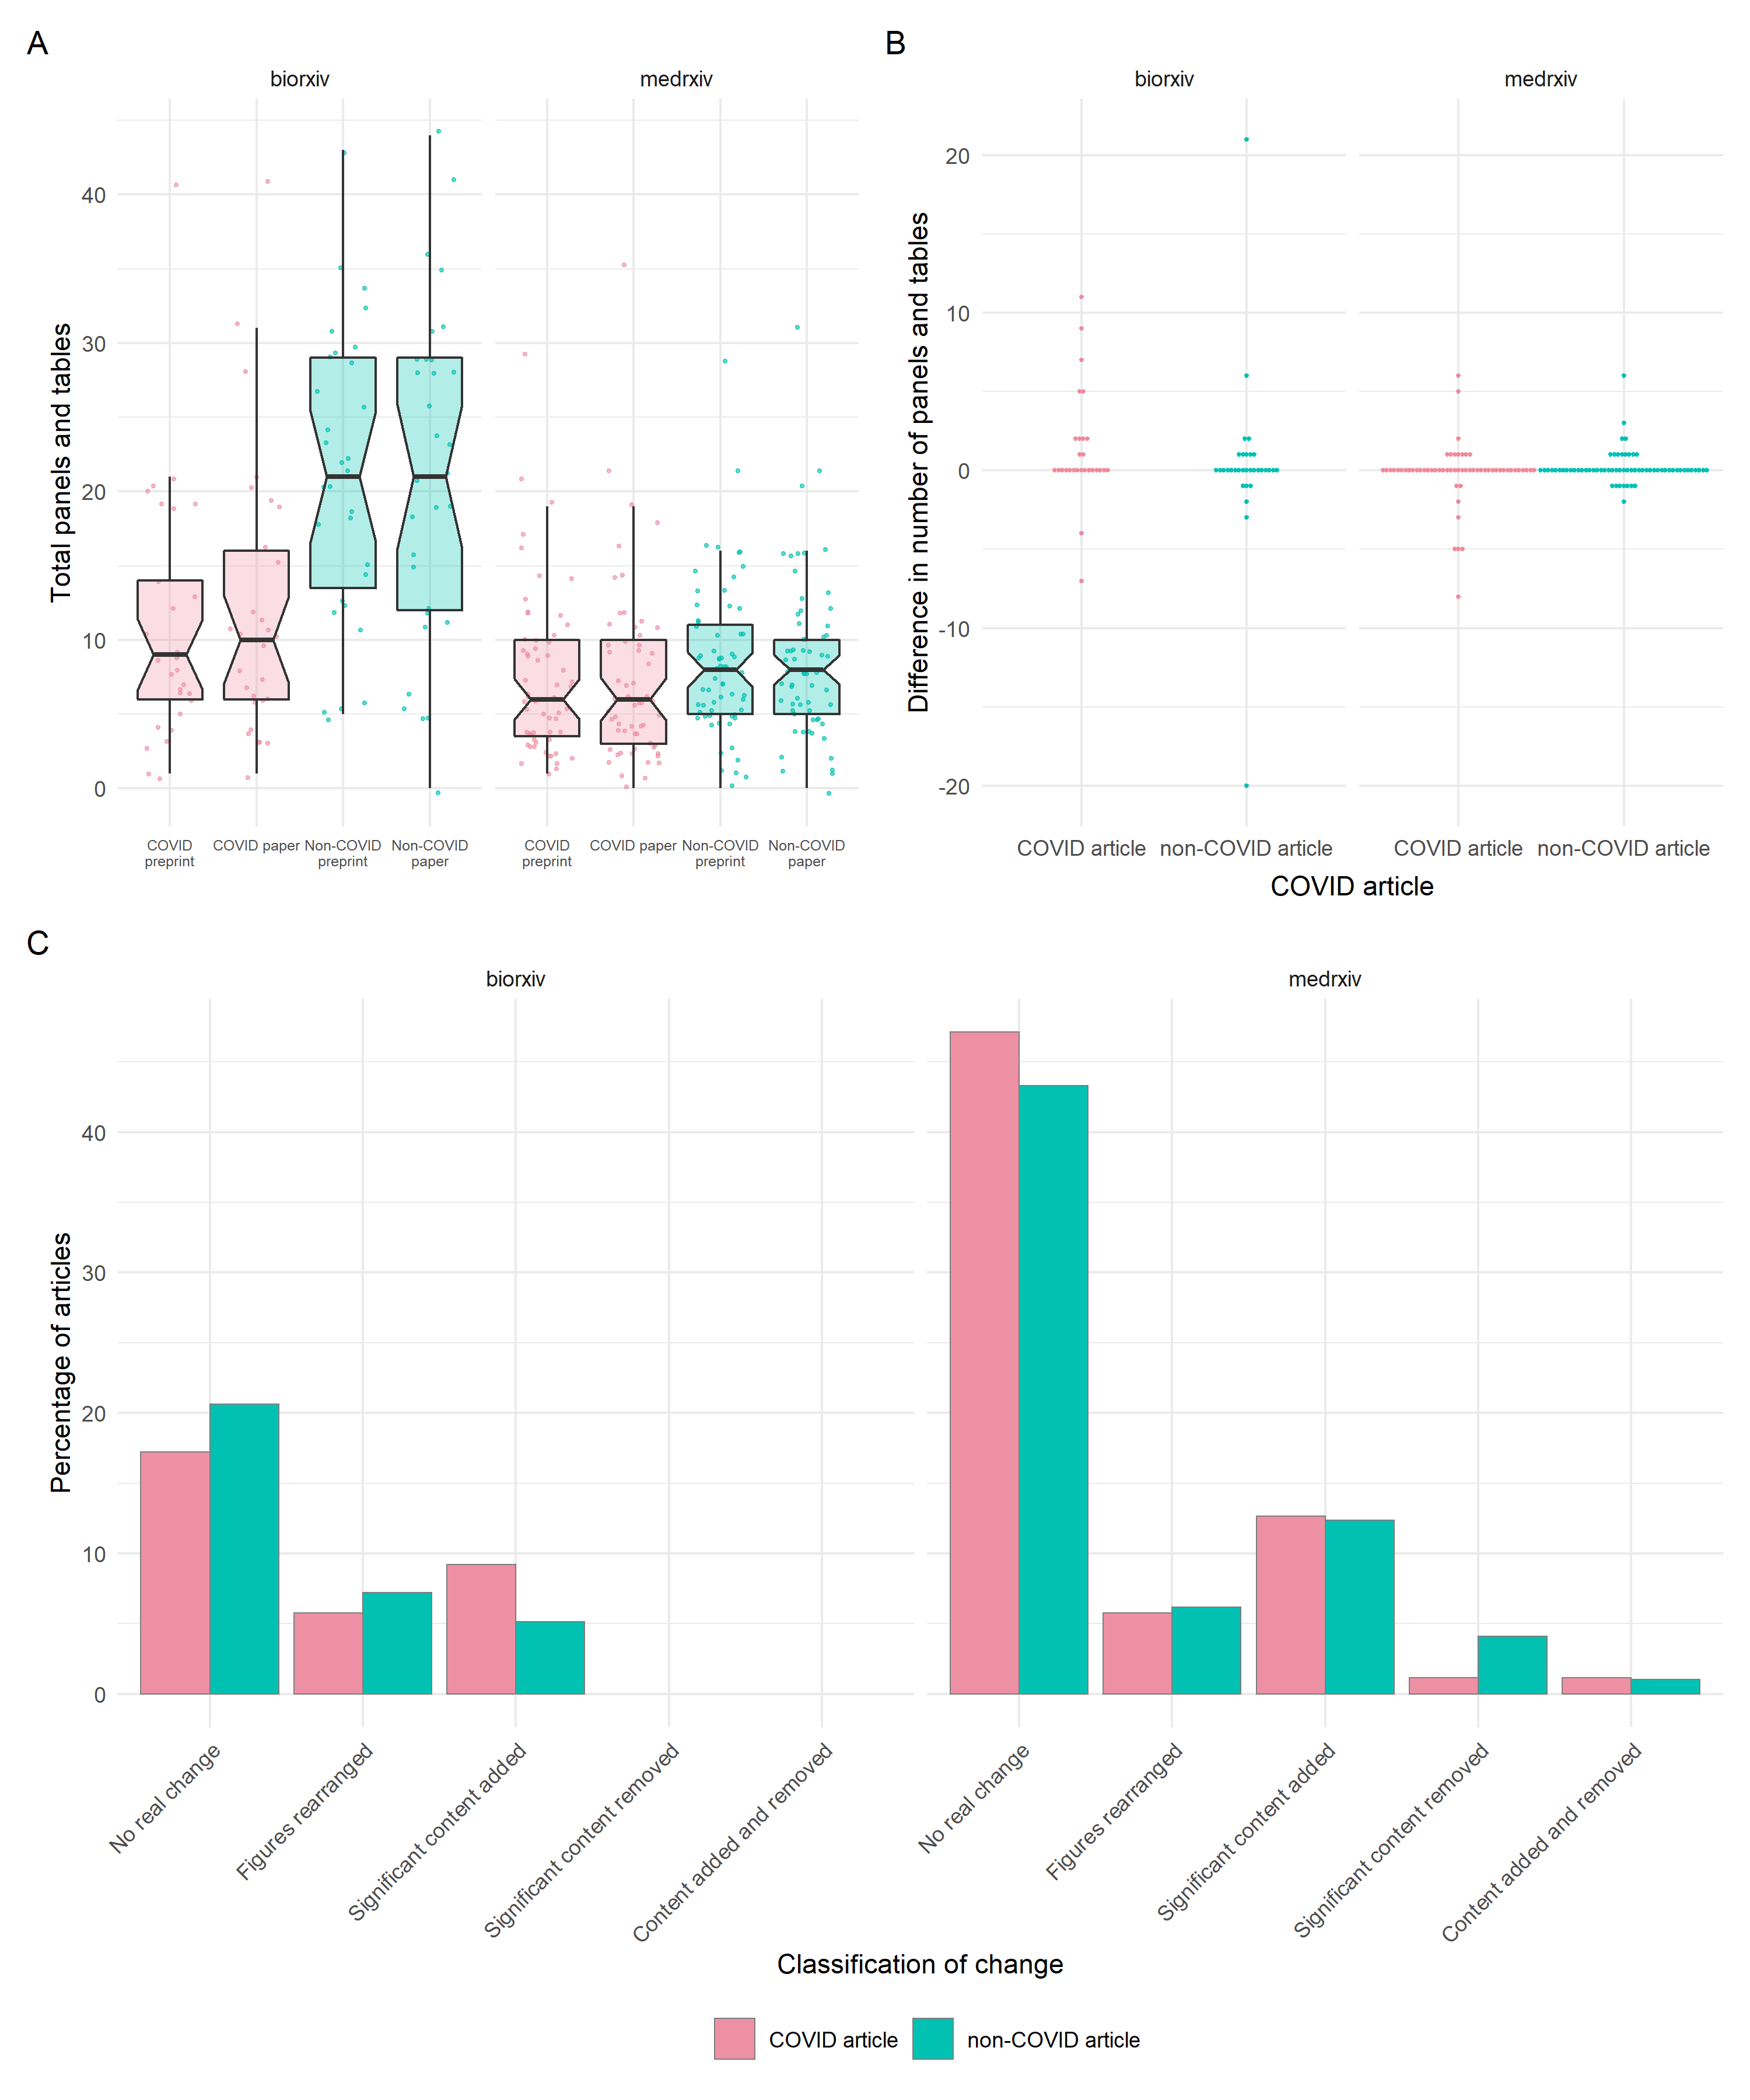 A
biorxiv
medrxiv
Total panels and tables
40
30
20
10
0
COVID
preprint
COVID paper
Non-COVID
preprint
Non-COVID
paper
COVID
preprint
COVID paper
Non-COVID
preprint
Non-COVID
paper
B
biorxiv
medrxiv
Difference in number of panels and tables
20
10
0
-10
-20
COVID article
non-COVID article
COVID article
non-COVID article
COVID article
C
biorxiv
medrxiv
Percentage of articles
40
30
20
10
0
No real change
Figures rearranged
Significant content added
Significant content removed
Content added and removed
No real change
Figures rearranged
Significant content added
Significant content removed
Content added and removed
Classification of change
COVID article
non-COVID article